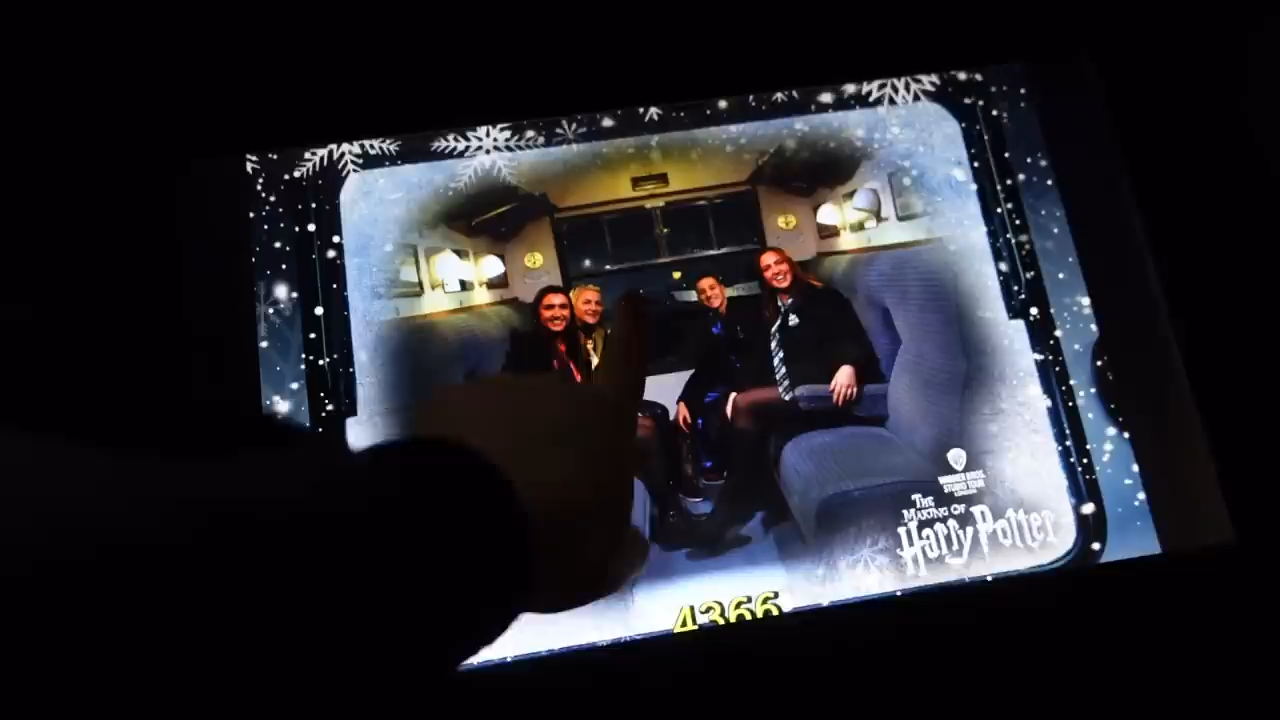 WARNER BROS.
STUDIO TOUR
LONDON
THE
MAKING OF
Harry Potter
4366